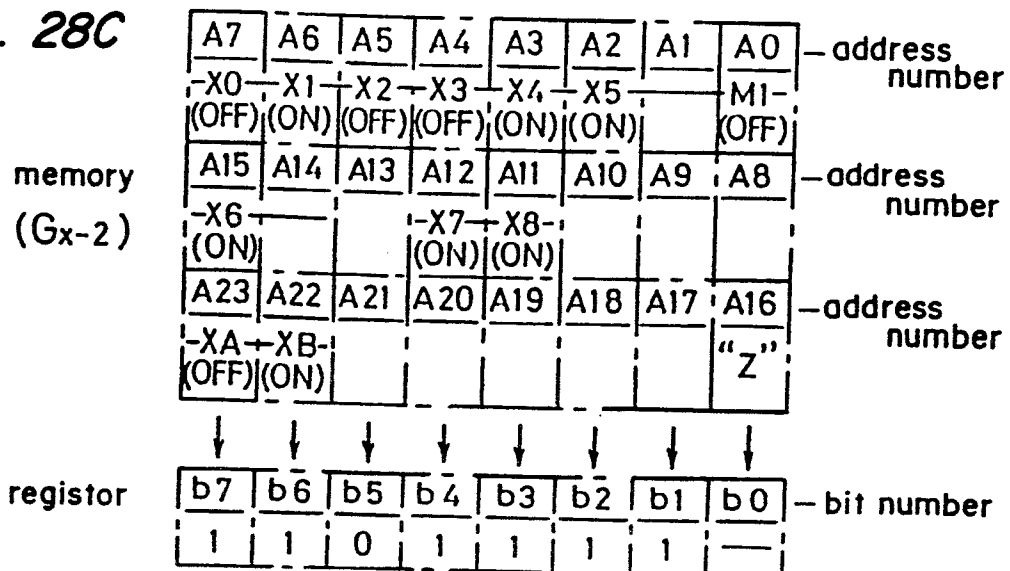 . 28C
A7 A6 A5 A4 A3 A2 A1 A0 address number
X0 X1 X2 X3 X4 X5 M1
(OFF) (ON) (OFF) (OFF) (ON) (ON) (OFF)
memory (Gx-2)
A15 A14 A13 A12 A11 A10 A9 A8 address number
X6 X7 X8
(ON) (ON) (ON)
A23 A22 A21 A20 A19 A18 A17 A16 address number
XA XB "Z"
(OFF) (ON)
registor b7 b6 b5 b4 b3 b2 b1 b0 bit number
1 1 0 1 1 1 1 —